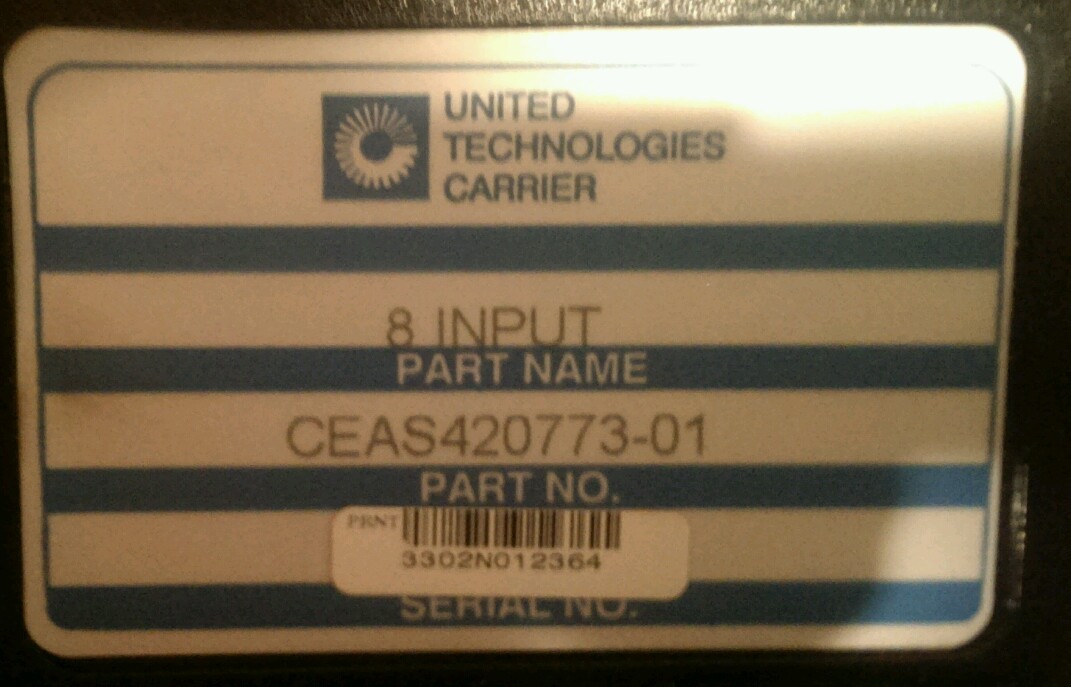 UNITED
TECHNOLOGIES
CARRIER
8 INPUT
PART NAME
CEAS420773-01
PART NO.
PRNT
3302N012364
SERIAL NO.